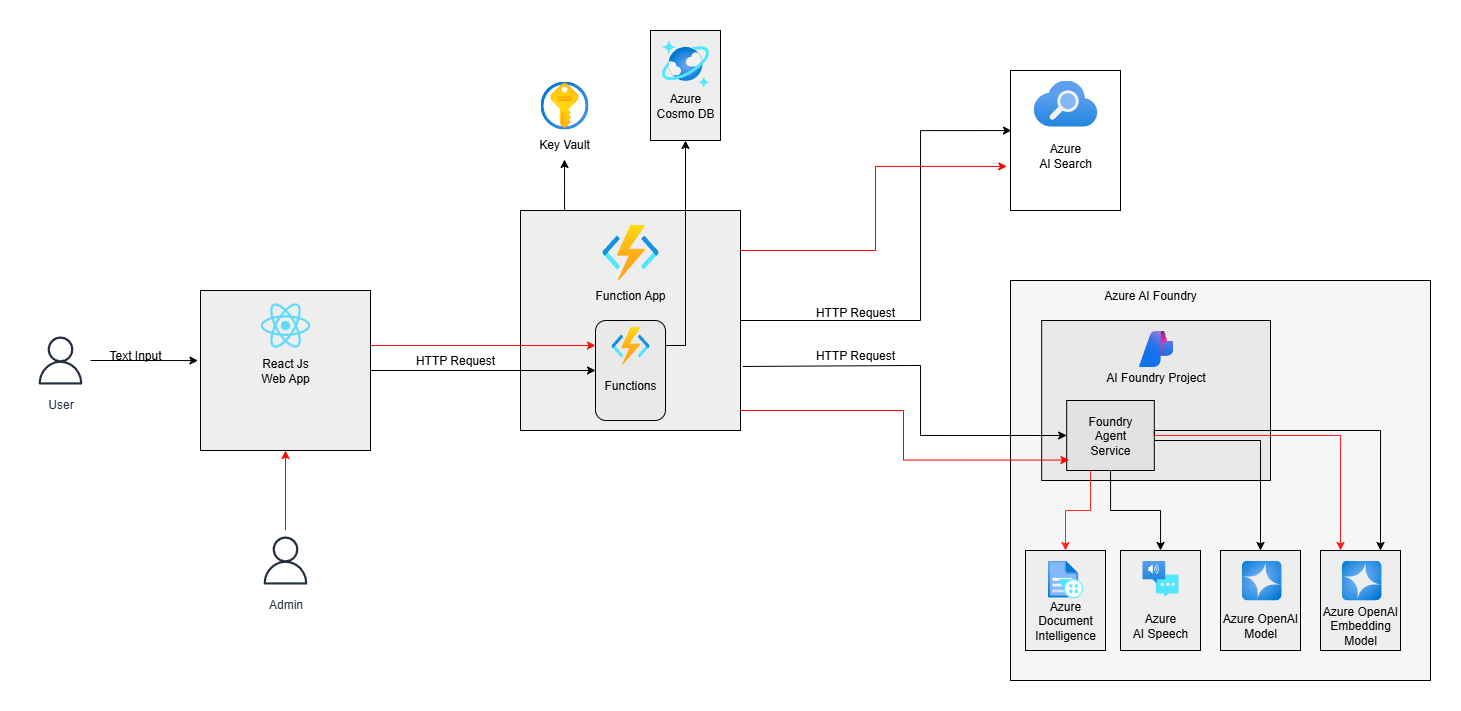 Azure
Cosmo DB
Key Vault
Azure
AI Search
Function App
Azure AI Foundry
HTTP Request
HTTP Request
React Js
Web App
Text Input
User
HTTP Request
Functions
AI Foundry Project
Foundry
Agent
Service
Admin
Azure
Document
Intelligence
Azure
AI Speech
Azure OpenAI
Model
Azure OpenAI
Embedding
Model